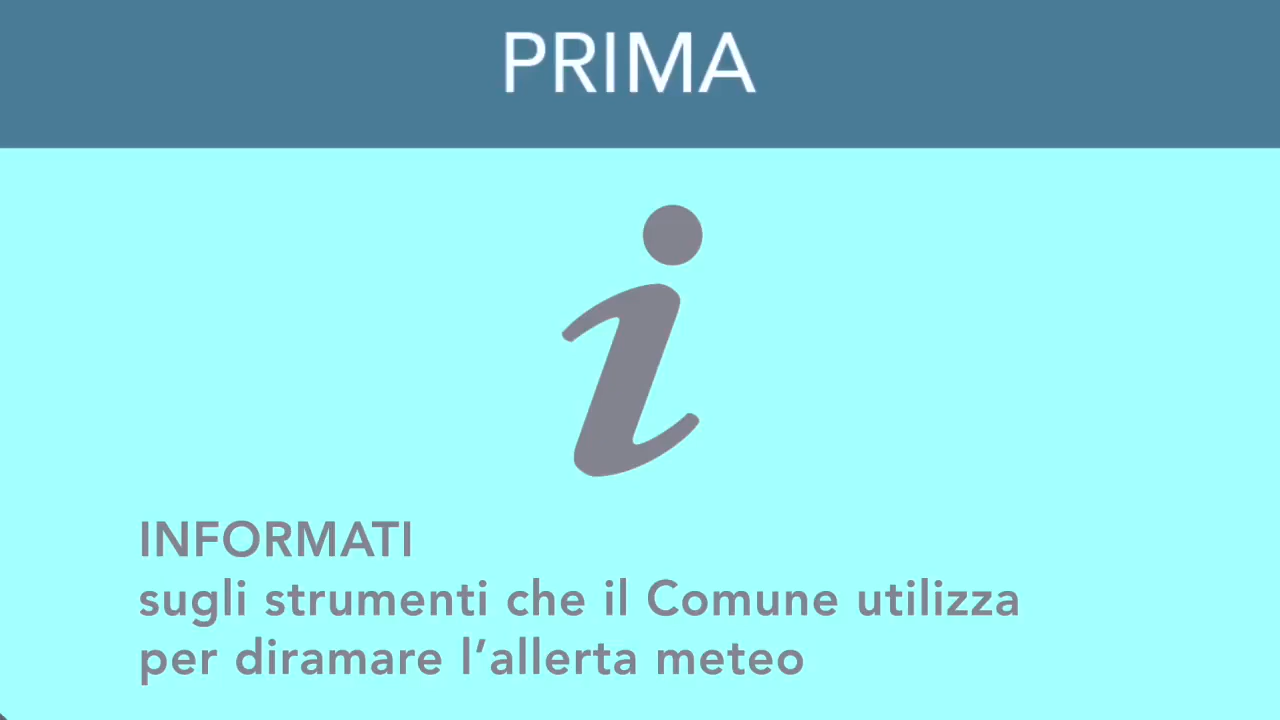 PRIMA
i
INFORMATI
sugli strumenti che il Comune utilizza
per diramare l’allerta meteo